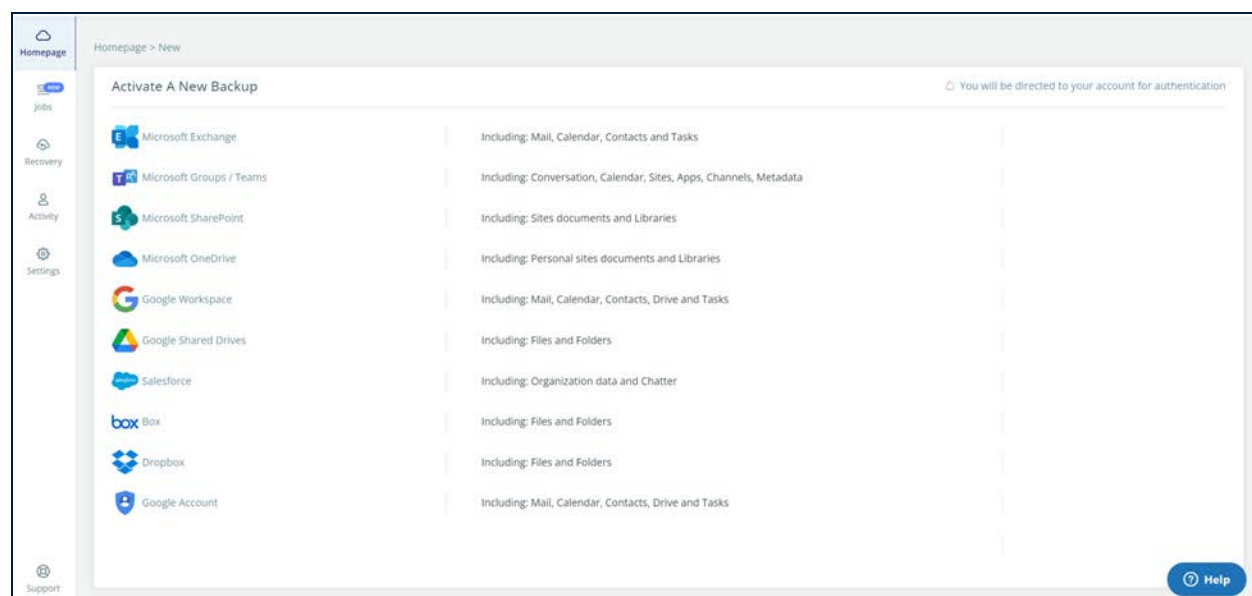 Homepage
NEW
Jobs
Recovery
Activity
Settings
Support
Homepage > New
Activate A New Backup
You will be directed to your account for authentication
Microsoft Exchange Including: Mail, Calendar, Contacts and Tasks
Microsoft Groups / Teams Including: Conversation, Calendar, Sites, Apps, Channels, Metadata
Microsoft SharePoint Including: Sites documents and Libraries
Microsoft OneDrive Including: Personal sites documents and Libraries
Google Workspace Including: Mail, Calendar, Contacts, Drive and Tasks
Google Shared Drives Including: Files and Folders
salesforce Salesforce Including: Organization data and Chatter
box Box Including: Files and Folders
Dropbox Including: Files and Folders
Google Account Including: Mail, Calendar, Contacts, Drive and Tasks
Help